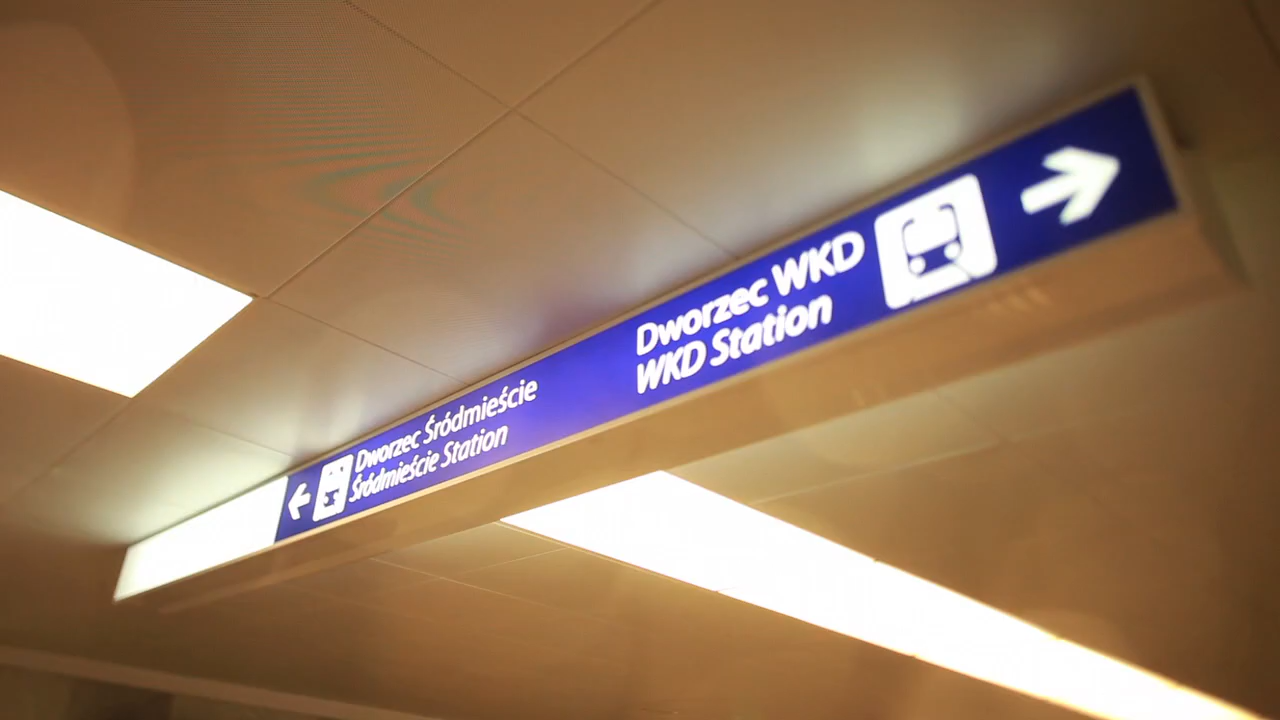 Dworzec Śródmieście
Śródmieście Station
Dworzec WKD
WKD Station